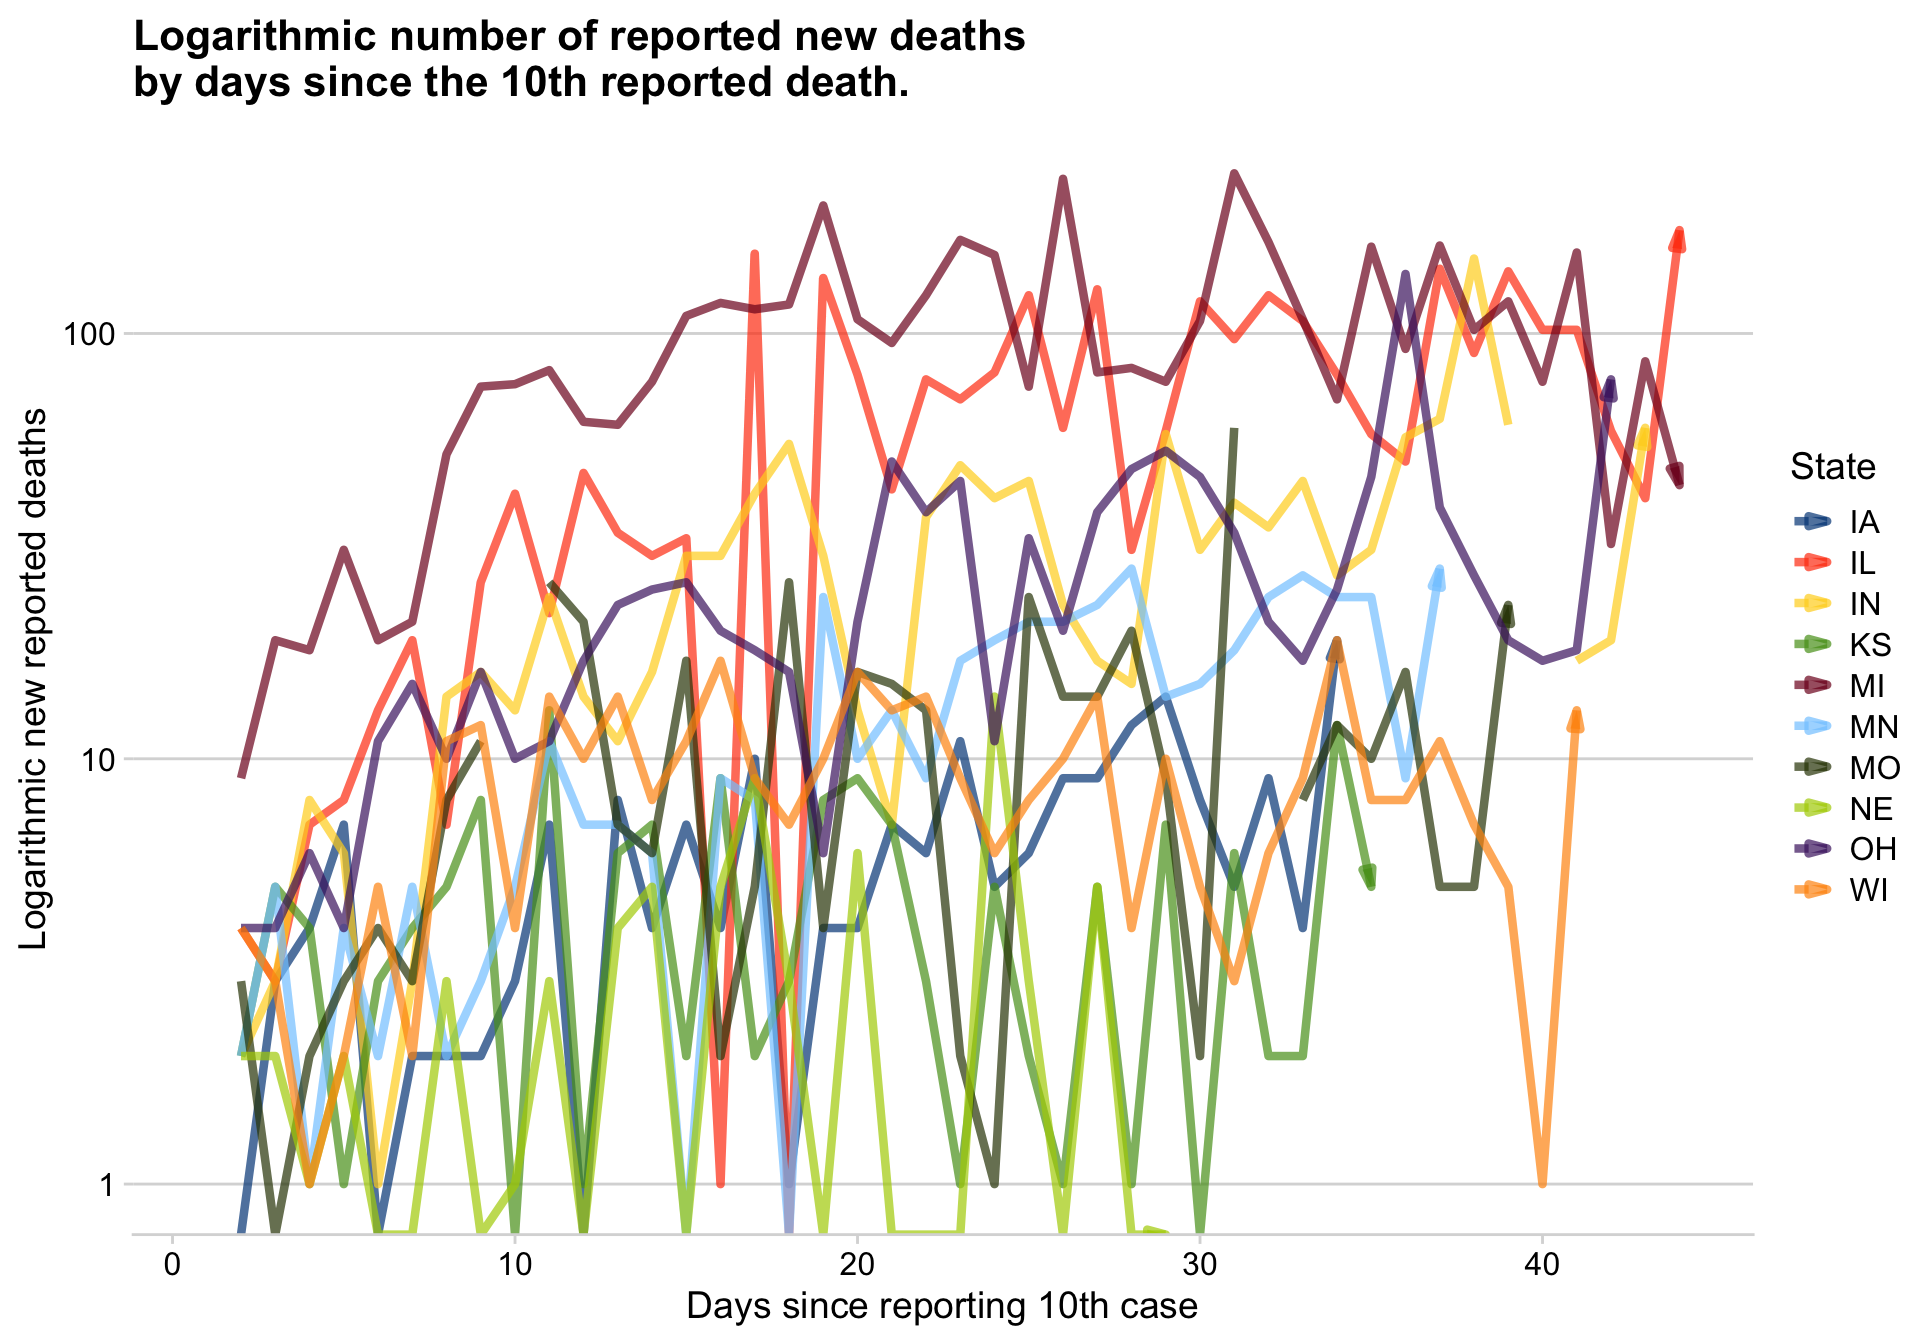 Logarithmic number of reported new deaths
by days since the 10th reported death.
Logarithmic new reported deaths
100
10
1
0
10
20
30
40
Days since reporting 10th case
State
IA
IL
IN
KS
MI
MN
MO
NE
OH
WI